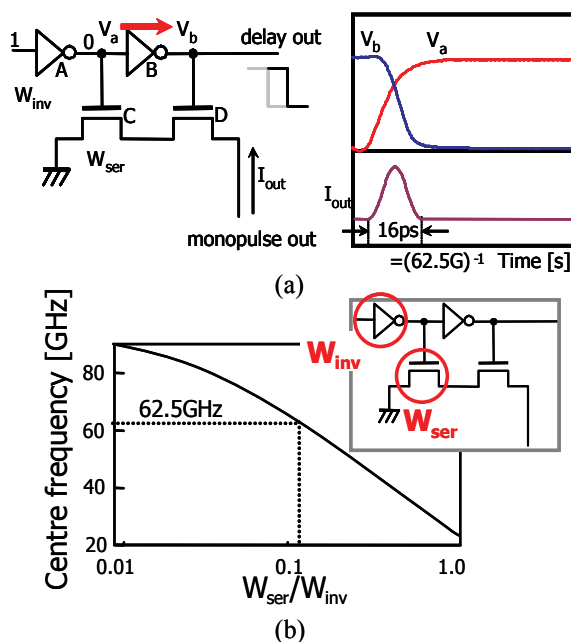 1 A 0 Va Vb B delay out
Winv
C D
Wser
Iout
monopulse out
Vb Va
Iout
16ps
=(62.5G)-1 Time [s]
(a)
Centre frequency [GHz]
80
60
40
20
62.5GHz
Winv
Wser
0.01 0.1 1.0
Wser/Winv
(b)